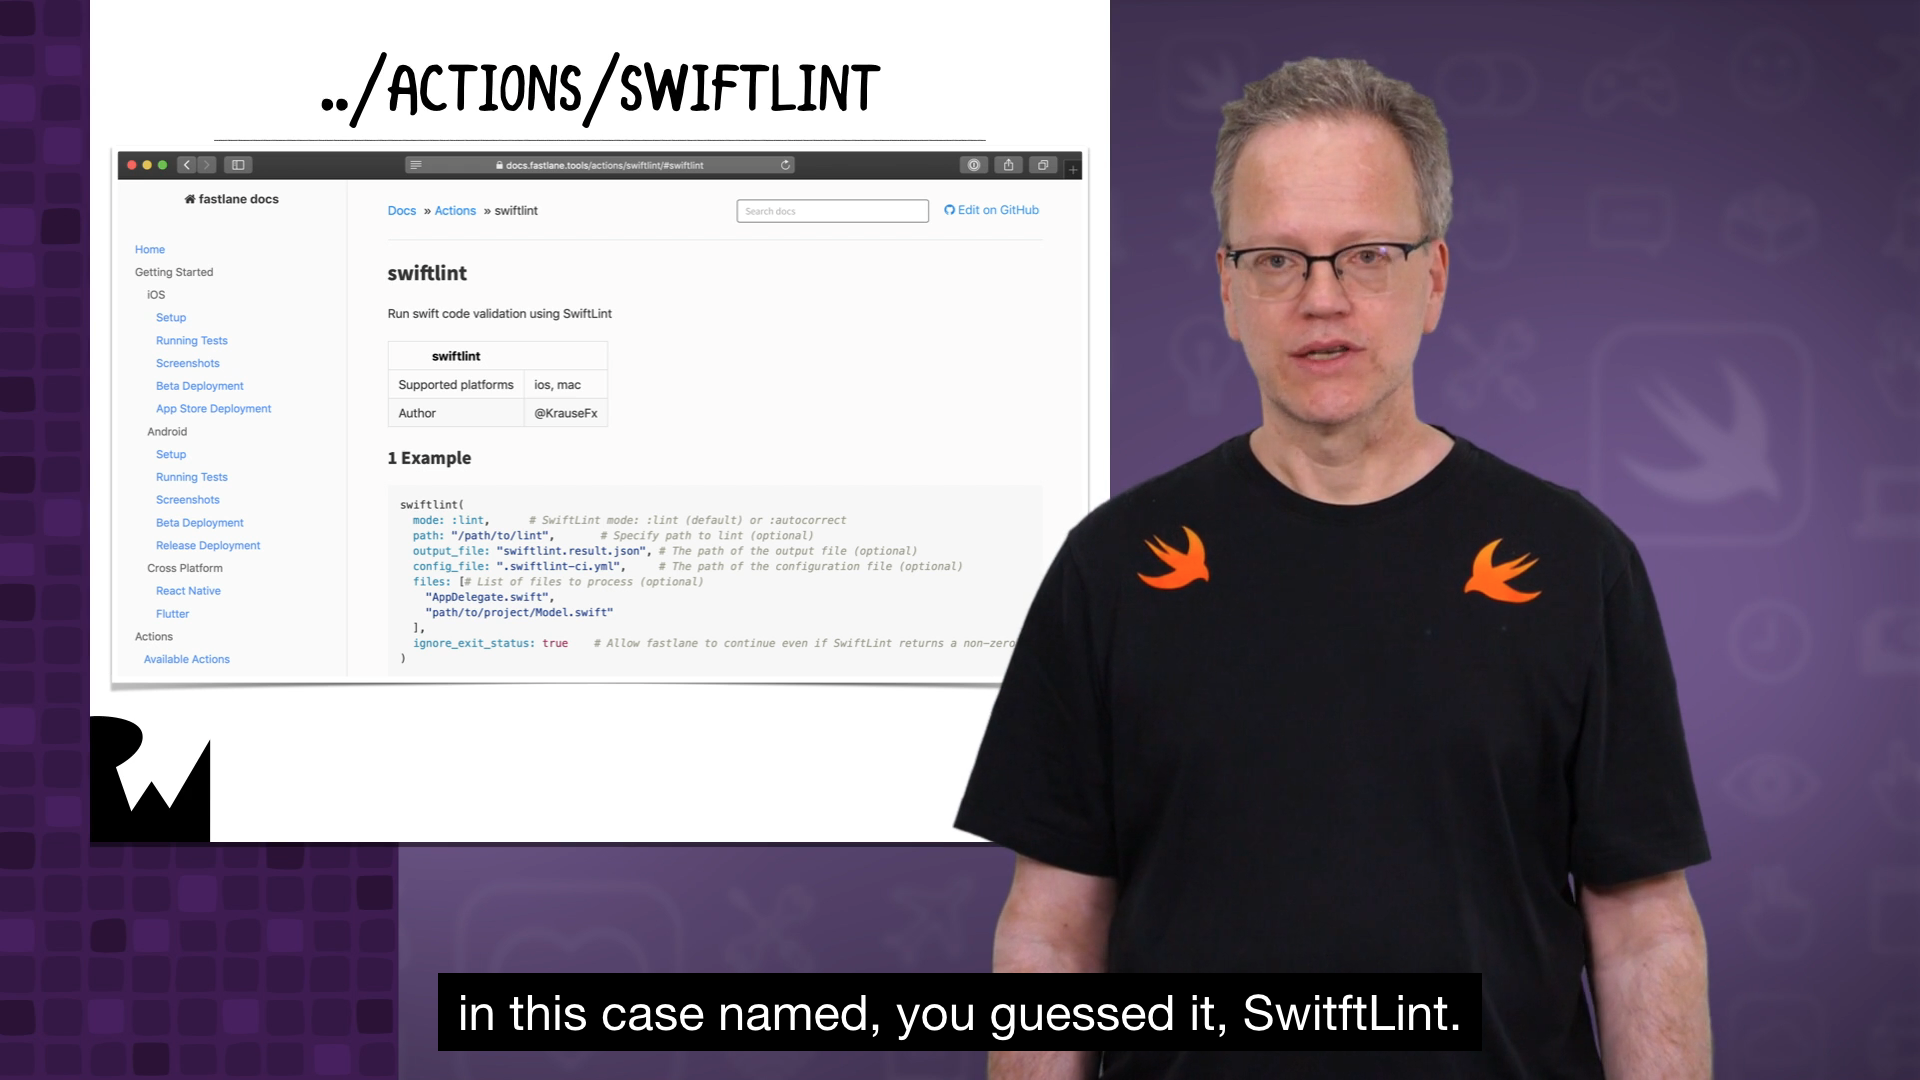 ../ACTIONS/SWIFTLINT
docs.fastlane.tools/actions/swiftlint/#swiftlint
fastlane docs
Home
Getting Started
iOS
Setup
Running Tests
Screenshots
Beta Deployment
App Store Deployment
Android
Setup
Running Tests
Screenshots
Beta Deployment
Release Deployment
Cross Platform
React Native
Flutter
Actions
Available Actions
Docs » Actions » swiftlint
Search docs
Edit on GitHub
swiftlint
Run swift code validation using SwiftLint
swiftlint
Supported platforms ios, mac
Author @KrauseFx
1 Example
swiftlint(
mode: :lint, # SwiftLint mode: :lint (default) or :autocorrect
path: "/path/to/lint", # Specify path to lint (optional)
output_file: "swiftlint.result.json", # The path of the output file (optional)
config_file: ".swiftlint-ci.yml", # The path of the configuration file (optional)
files: [# List of files to process (optional)
"AppDelegate.swift",
"path/to/project/Model.swift"
],
ignore_exit_status: true # Allow fastlane to continue even if SwiftLint returns a non-zero
)
RW
in this case named, you guessed it, SwitftLint.